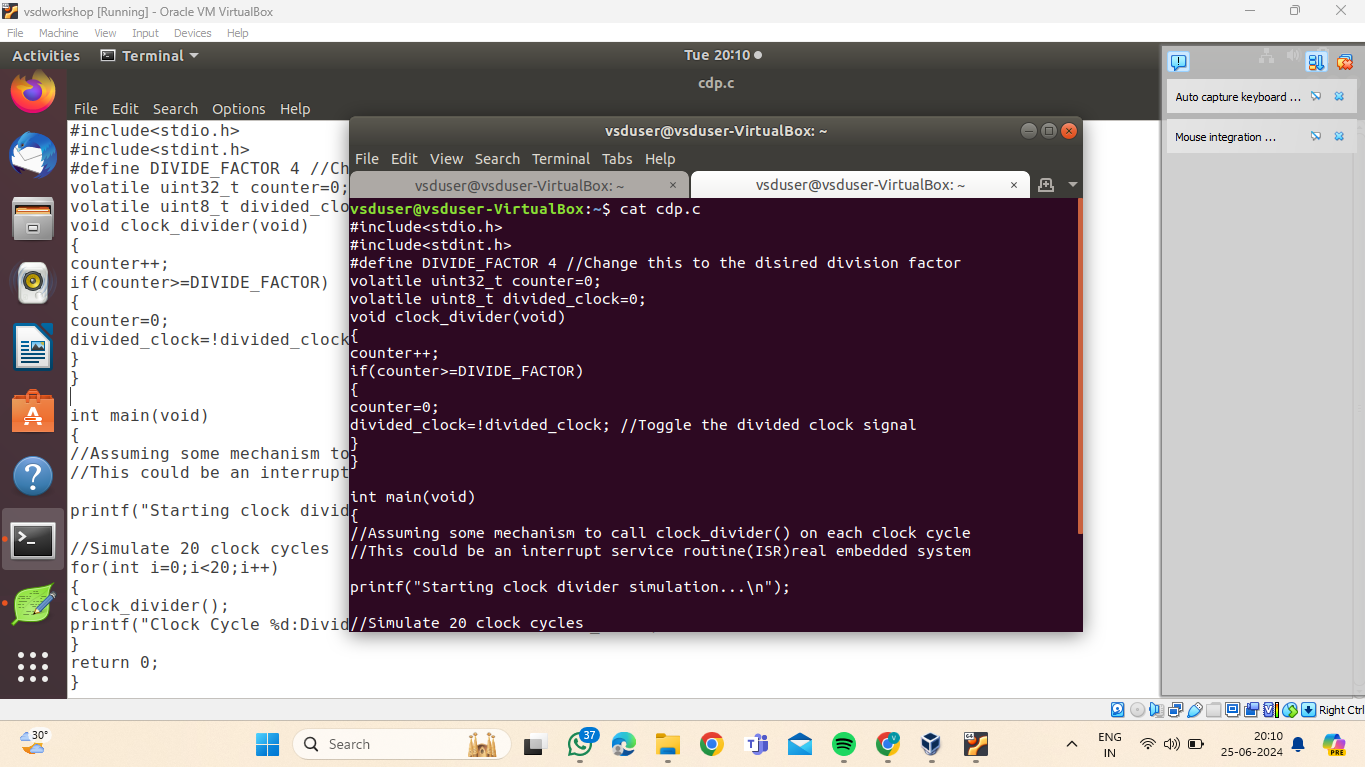 vsdworkshop [Running] - Oracle VM VirtualBox
File Machine View Input Devices Help
Activities Terminal Tue 20:10
cdp.c
File Edit Search Options Help
#include<stdio.h>
#include<stdint.h>
#define DIVIDE_FACTOR 4 //Ch
volatile uint32_t counter=0;
volatile uint8_t divided_clo
void clock_divider(void)
{
counter++;
if(counter>=DIVIDE_FACTOR)
{
counter=0;
divided_clock=!divided_clock
}
}
int main(void)
{
//Assuming some mechanism to
//This could be an interrupt
printf("Starting clock divid
//Simulate 20 clock cycles
for(int i=0;i<20;i++)
{
clock_divider();
printf("Clock Cycle %d:Divid
}
return 0;
}
vsduser@vsduser-VirtualBox: ~
File Edit View Search Terminal Tabs Help
vsduser@vsduser-VirtualBox: ~ × vsduser@vsduser-VirtualBox: ~ ×
vsduser@vsduser-VirtualBox:~$ cat cdp.c
#include<stdio.h>
#include<stdint.h>
#define DIVIDE_FACTOR 4 //Change this to the disired division factor
volatile uint32_t counter=0;
volatile uint8_t divided_clock=0;
void clock_divider(void)
{
counter++;
if(counter>=DIVIDE_FACTOR)
{
counter=0;
divided_clock=!divided_clock; //Toggle the divided clock signal
}
}
int main(void)
{
//Assuming some mechanism to call clock_divider() on each clock cycle
//This could be an interrupt service routine(ISR)real embedded system
printf("Starting clock divider simulation...\n");
//Simulate 20 clock cycles
Auto capture keyboard ...
Mouse integration ...
Right Ctrl
30°
Search
37
64
ENG
IN
20:10
25-06-2024
PRE